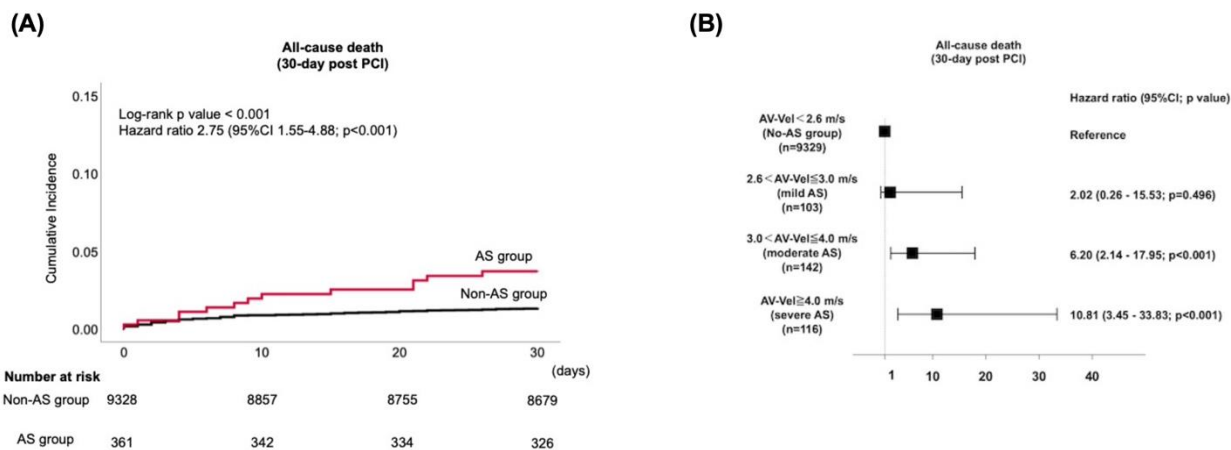 (A)
All-cause death
(30-day post PCI)
0.15
Log-rank p value < 0.001
Hazard ratio 2.75 (95%CI 1.55-4.88; p<0.001)
0.10
Cumulative Incidence
0.05
AS group
Non-AS group
0.00
0 10 20 30
(days)
Number at risk
Non-AS group 9328 8857 8755 8679
AS group 361 342 334 326
(B)
All-cause death
(30-day post PCI)
Hazard ratio (95%CI; p value)
AV-Vel<2.6 m/s
(No-AS group)
(n=9329)
Reference
2.6<AV-Vel≦3.0 m/s
(mild AS)
(n=103)
2.02 (0.26 - 15.53; p=0.496)
3.0<AV-Vel≦4.0 m/s
(moderate AS)
(n=142)
6.20 (2.14 - 17.95; p<0.001)
AV-Vel≧4.0 m/s
(severe AS)
(n=116)
10.81 (3.45 - 33.83; p<0.001)
1 10 20 30 40